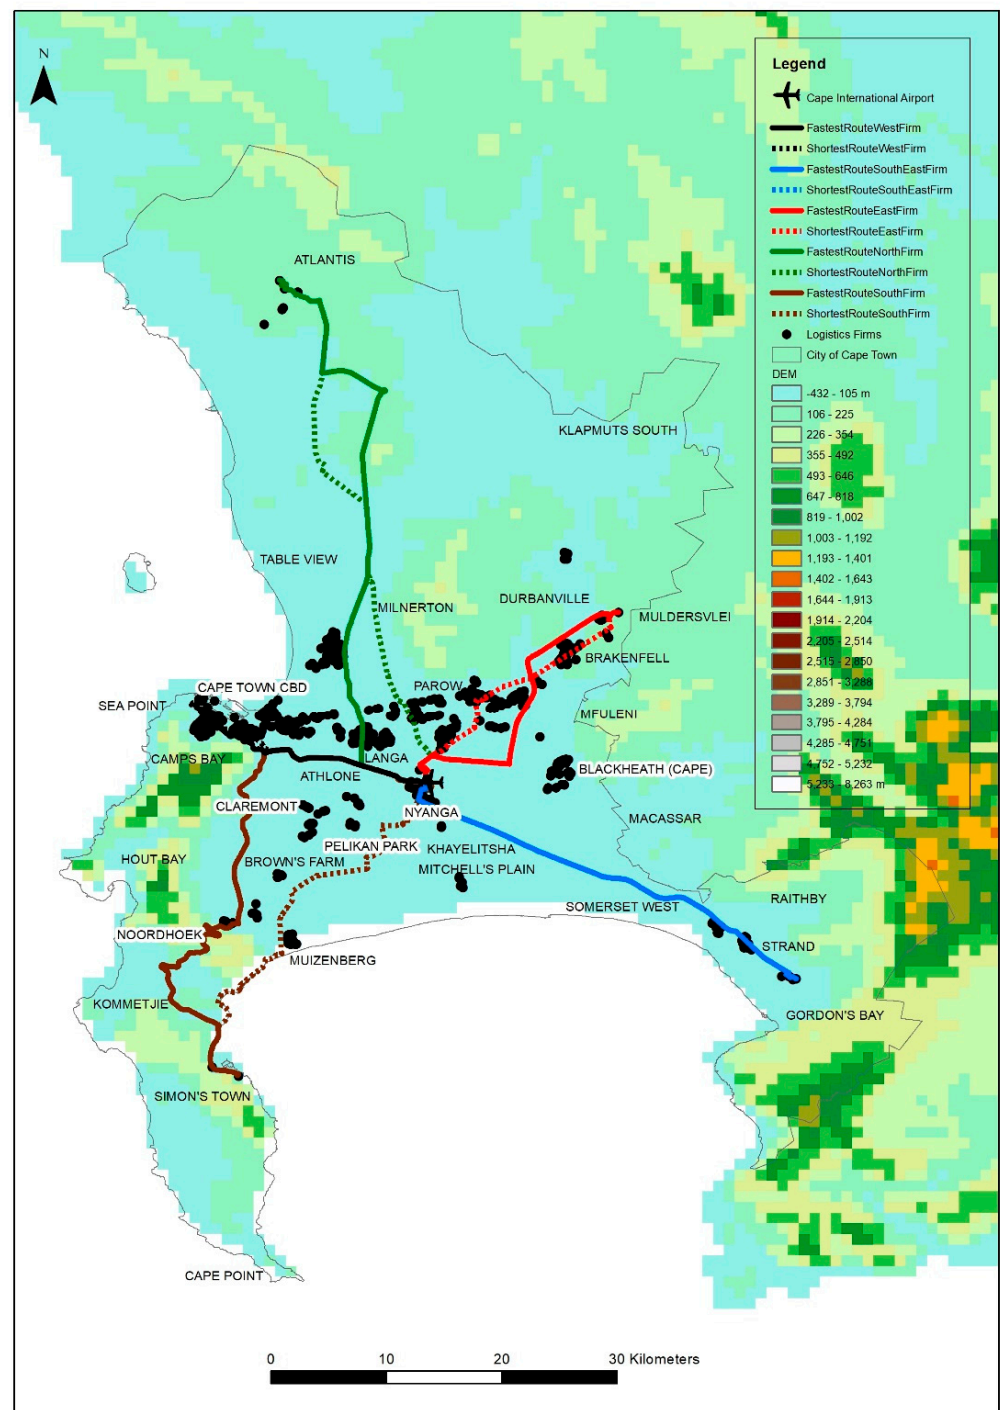 N
Legend
Cape International Airport
FastestRouteWestFirm
ShortestRouteWestFirm
FastestRouteSouthEastFirm
ShortestRouteSouthEastFirm
FastestRouteEastFirm
ShortestRouteEastFirm
FastestRouteNorthFirm
ShortestRouteNorthFirm
FastestRouteSouthFirm
ShortestRouteSouthFirm
Logistics Firms
City of Cape Town
DEM
-432 - 105 m
106 - 225
226 - 354
355 - 492
493 - 646
647 - 818
819 - 1,002
1,003 - 1,192
1,193 - 1,401
1,402 - 1,643
1,644 - 1,913
1,914 - 2,204
2,205 - 2,514
2,515 - 2,850
2,851 - 3,288
3,289 - 3,794
3,795 - 4,284
4,285 - 4,751
4,752 - 5,232
5,233 - 8,263 m
ATLANTIS
KLAPMUTS SOUTH
TABLE VIEW
DURBANVILLE
MILNERTON
MULDERSVLEI
BRAKENFELL
PAROW
CAPE TOWN CBD
SEA POINT
MFULENI
CAMPS BAY
LANGA
ATHLONE
BLACKHEATH (CAPE)
CLAREMONT
NYANGA
MACASSAR
PELIKAN PARK
KHAYELITSHA
HOUT BAY
BROWN'S FARM
MITCHELL'S PLAIN
RAITHBY
SOMERSET WEST
NOORDHOEK
STRAND
MUIZENBERG
KOMMETJIE
GORDON'S BAY
SIMON'S TOWN
CAPE POINT
0 10 20 30 Kilometers